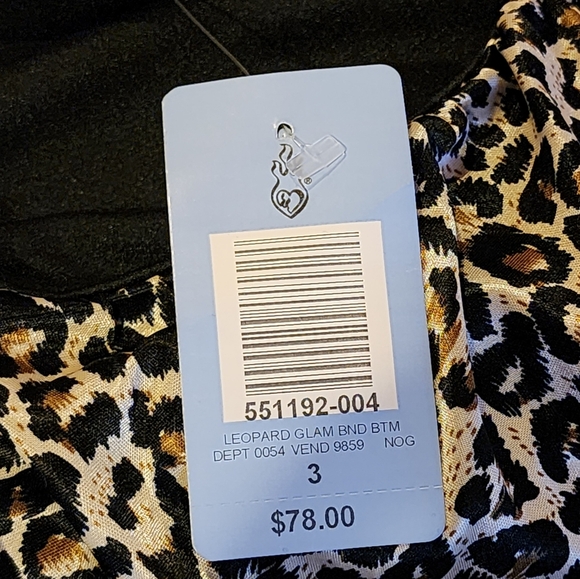 ®
551192-004
LEOPARD GLAM BND BTM
DEPT 0054 VEND 9859 NOG
3
$78.00